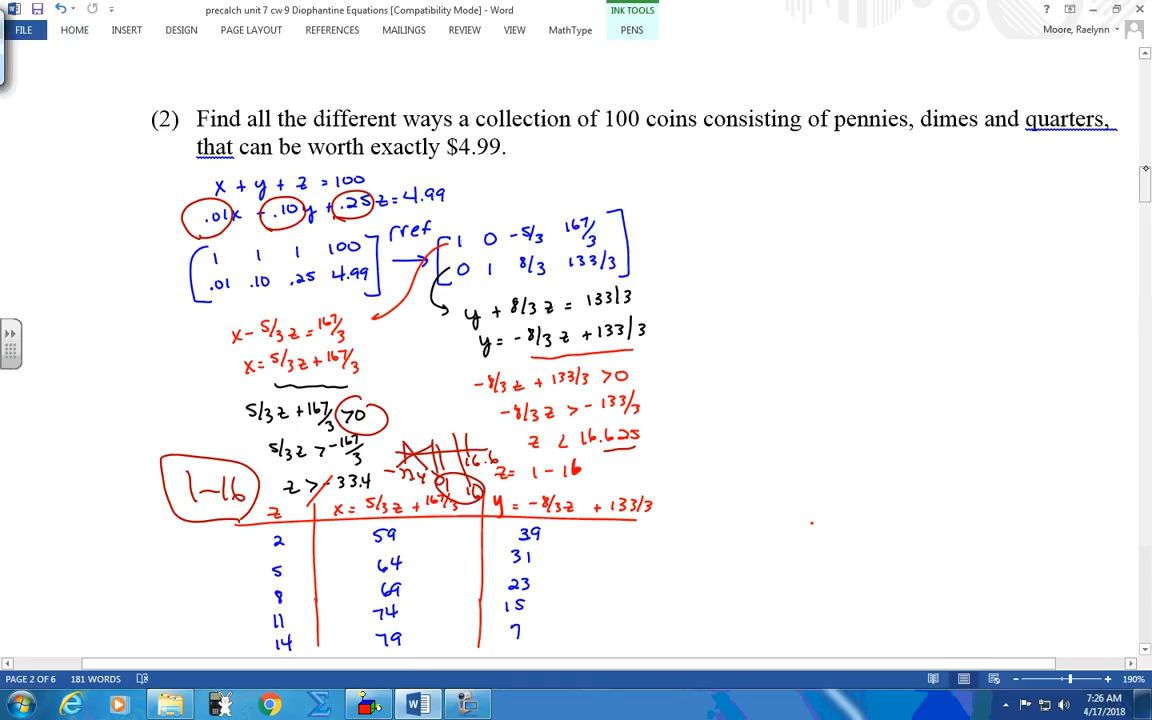 precalch unit 7 cw 9 Diophantine Equations [Compatibility Mode] - Word
INK TOOLS
FILE HOME INSERT DESIGN PAGE LAYOUT REFERENCES MAILINGS REVIEW VIEW MathType PENS
Moore, Raelynn
(2) Find all the different ways a collection of 100 coins consisting of pennies, dimes and quarters,
that can be worth exactly $4.99.
x + y + z = 100
.01x + .10y + .25z = 4.99
1 1 1 100
.01 .10 .25 4.99
rref
1 0 -5/3 167/3
0 1 8/3 133/3
y + 8/3 z = 133/3
y = -8/3 z + 133/3
x - 5/3 z = 167/3
x = 5/3 z + 167/3
-8/3 z + 133/3 >0
-8/3 z > -133/3
z < 16.625
z = 1 - 16
5/3 z + 167/3 >0
5/3 z > -167/3
z > -33.4
-33.4 0 1 16 16.6
1-16
z x = 5/3 z + 167/3 y = -8/3 z + 133/3
2 59 39
5 64 31
8 69 23
11 74 15
14 79 7
PAGE 2 OF 6 181 WORDS 190%
7:26 AM
4/17/2018